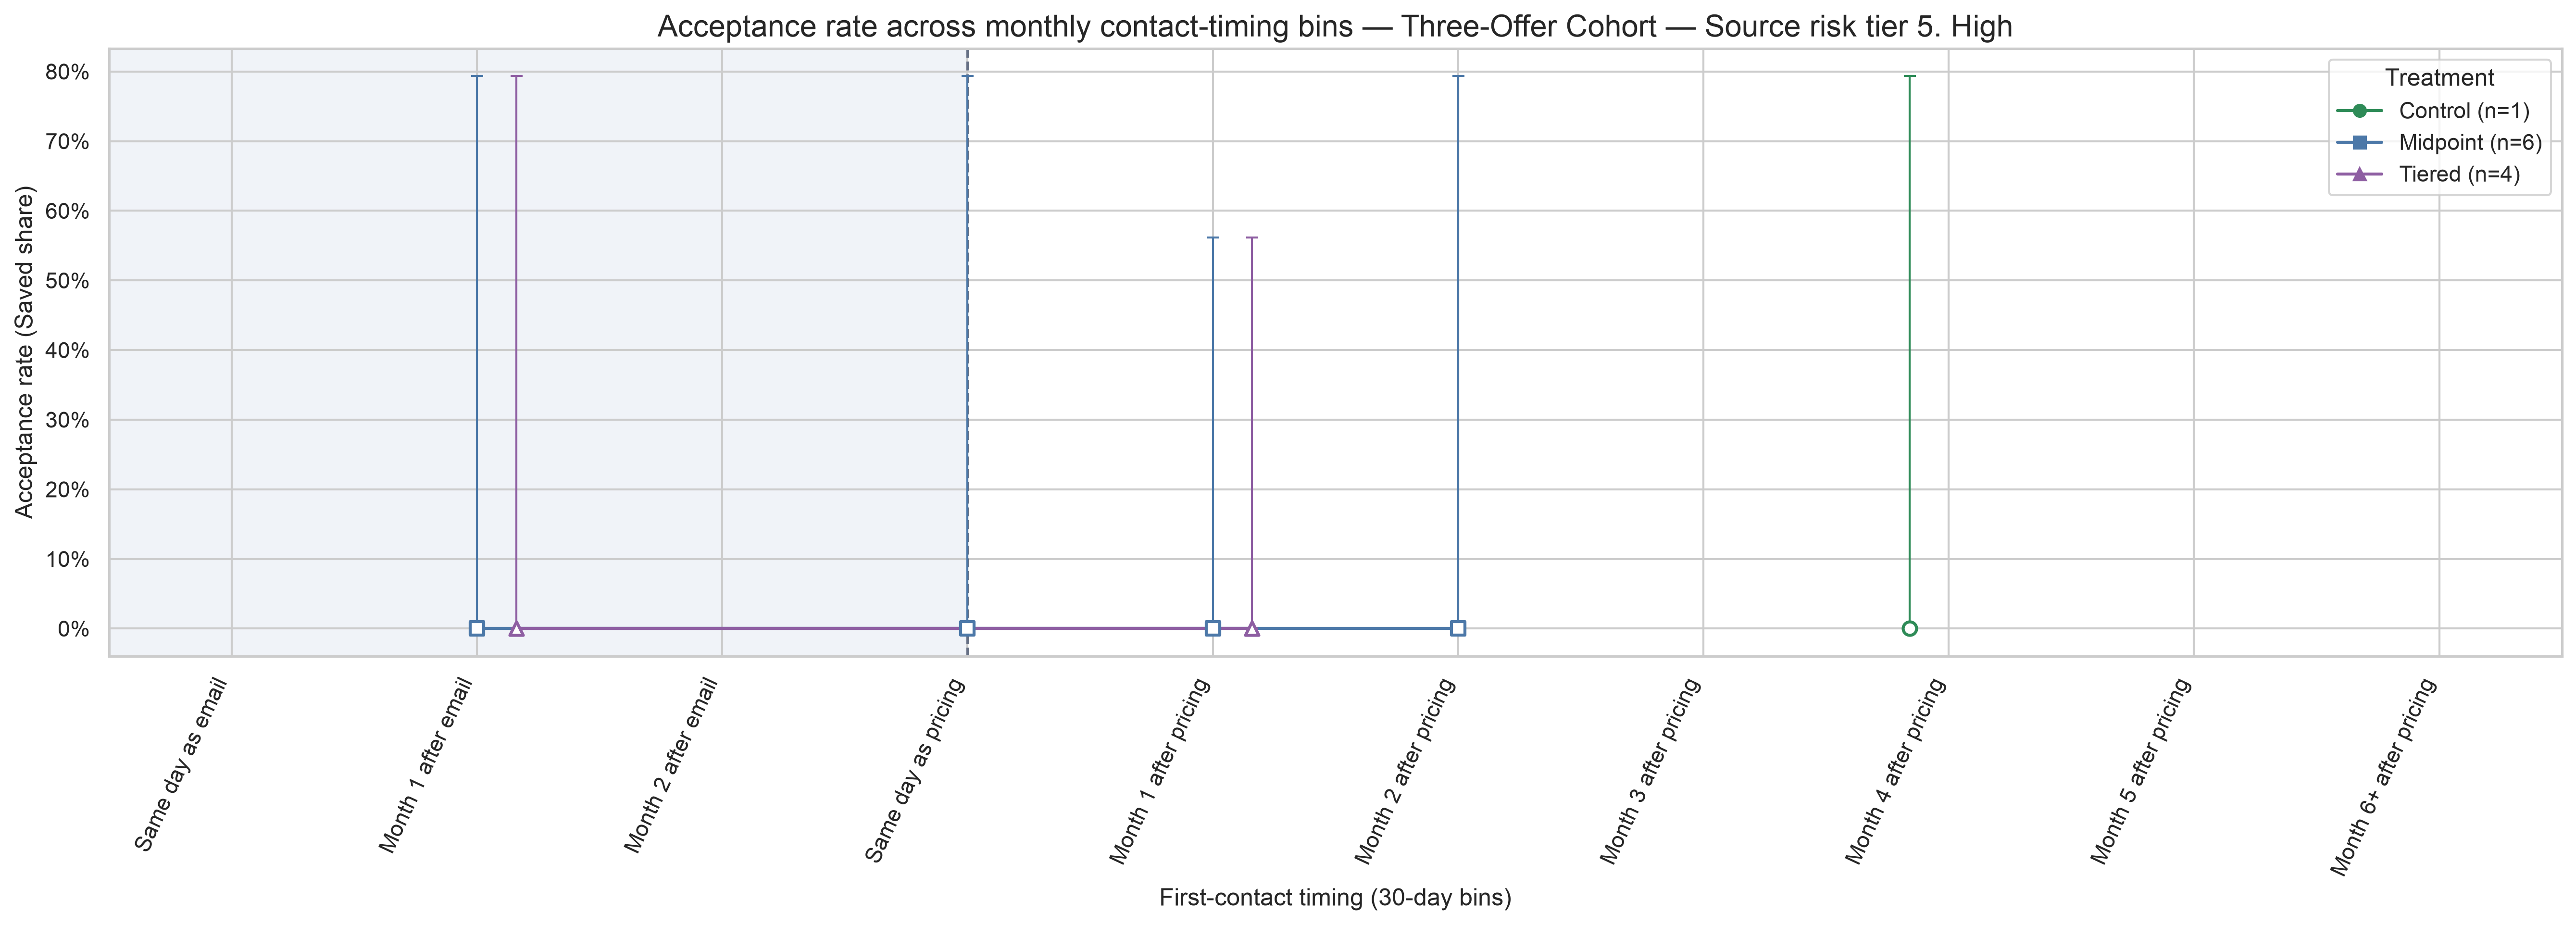 Acceptance rate across monthly contact-timing bins — Three-Offer Cohort — Source risk tier 5. High
Acceptance rate (Saved share)
80%
70%
60%
50%
40%
30%
20%
10%
0%
Treatment
Control (n=1)
Midpoint (n=6)
Tiered (n=4)
Same day as email
Month 1 after email
Month 2 after email
Same day as pricing
Month 1 after pricing
Month 2 after pricing
Month 3 after pricing
Month 4 after pricing
Month 5 after pricing
Month 6+ after pricing
First-contact timing (30-day bins)